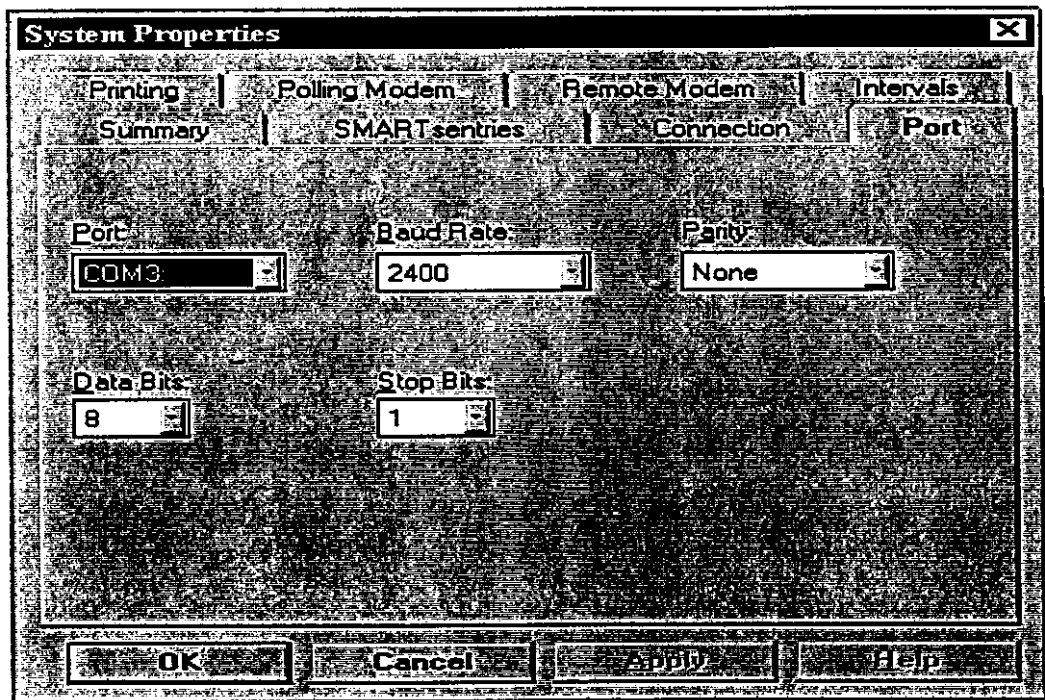 System Properties
Printing Polling Modem Remote Modem Intervals
Summary SMARTsentries Connection Port
Port: Baud Rate: Parity:
COM3 2400 None
Data Bits: Stop Bits:
8 1
OK Cancel Apply Help